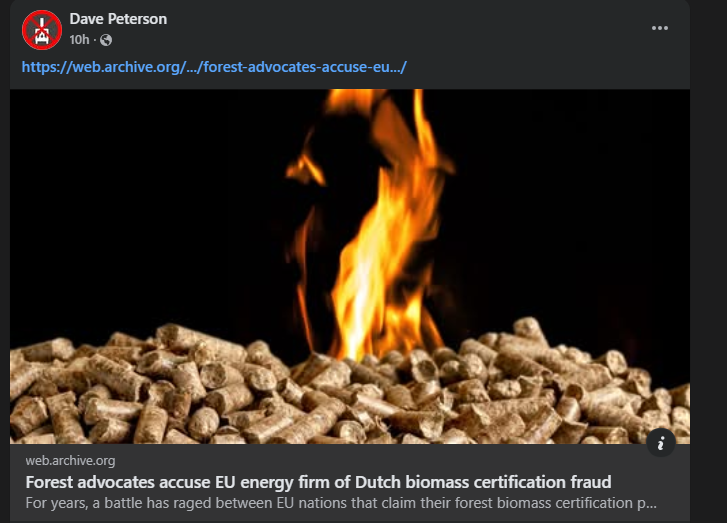 Dave Peterson
10h ·
https://web.archive.org/.../forest-advocates-accuse-eu.../
web.archive.org
Forest advocates accuse EU energy firm of Dutch biomass certification fraud
For years, a battle has raged between EU nations that claim their forest biomass certification p...